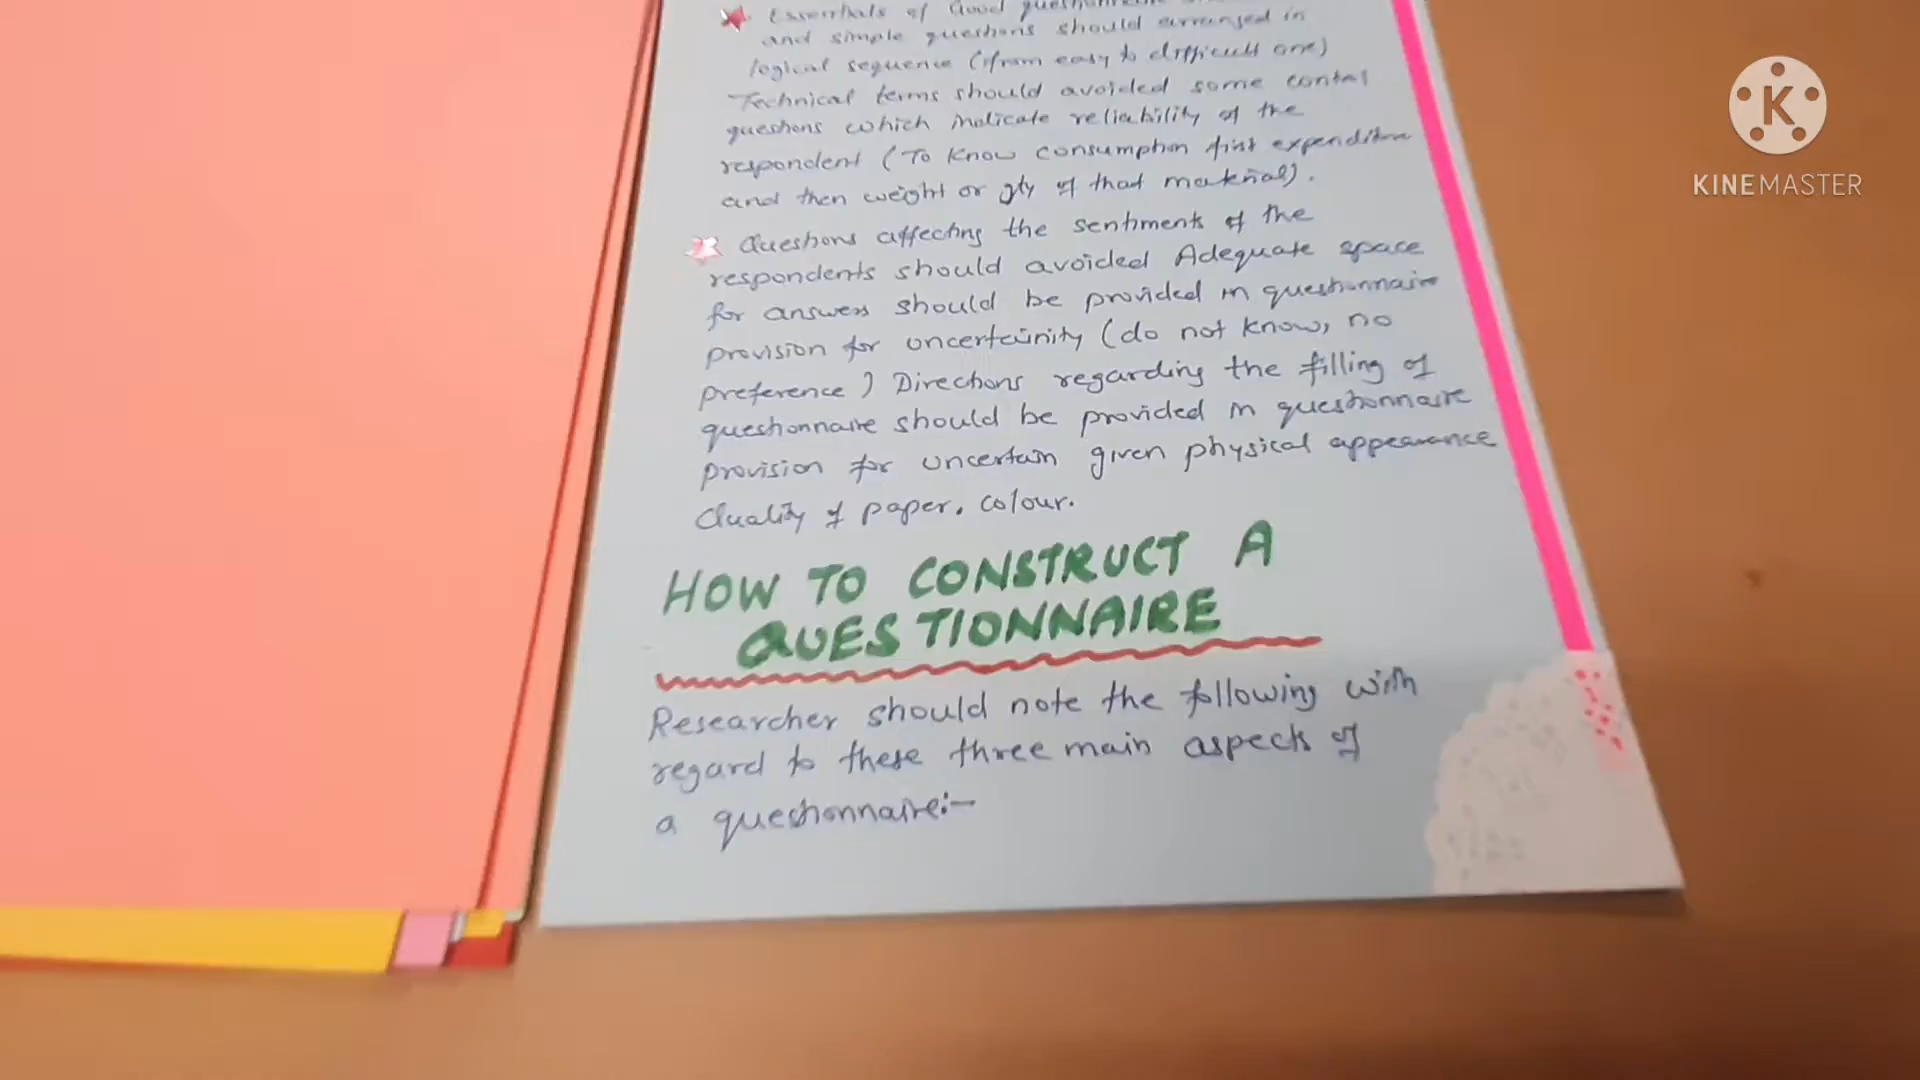 Essentials of Good
and simple questions should arranged in
logical sequence (from easy to difficult one)
Technical terms should avoided some contol
questions which indicate reliability of the
respondent (To know consumption first expenditure
and then weight or qty of that material).
Questions affecting the sentiments of the
respondents should avoided Adequate space
for answers should be provided in questionnaire
provision for uncertainity (do not know, no
preference) Directions regarding the filling of
questionnaire should be provided in questionnaire
provision for uncertain given physical appearance
Quality of paper. colour.
HOW TO CONSTRUCT A
QUESTIONNAIRE
Researcher should note the following with
regard to these three main aspects of
a questionnaire:-
K
KINEMASTER